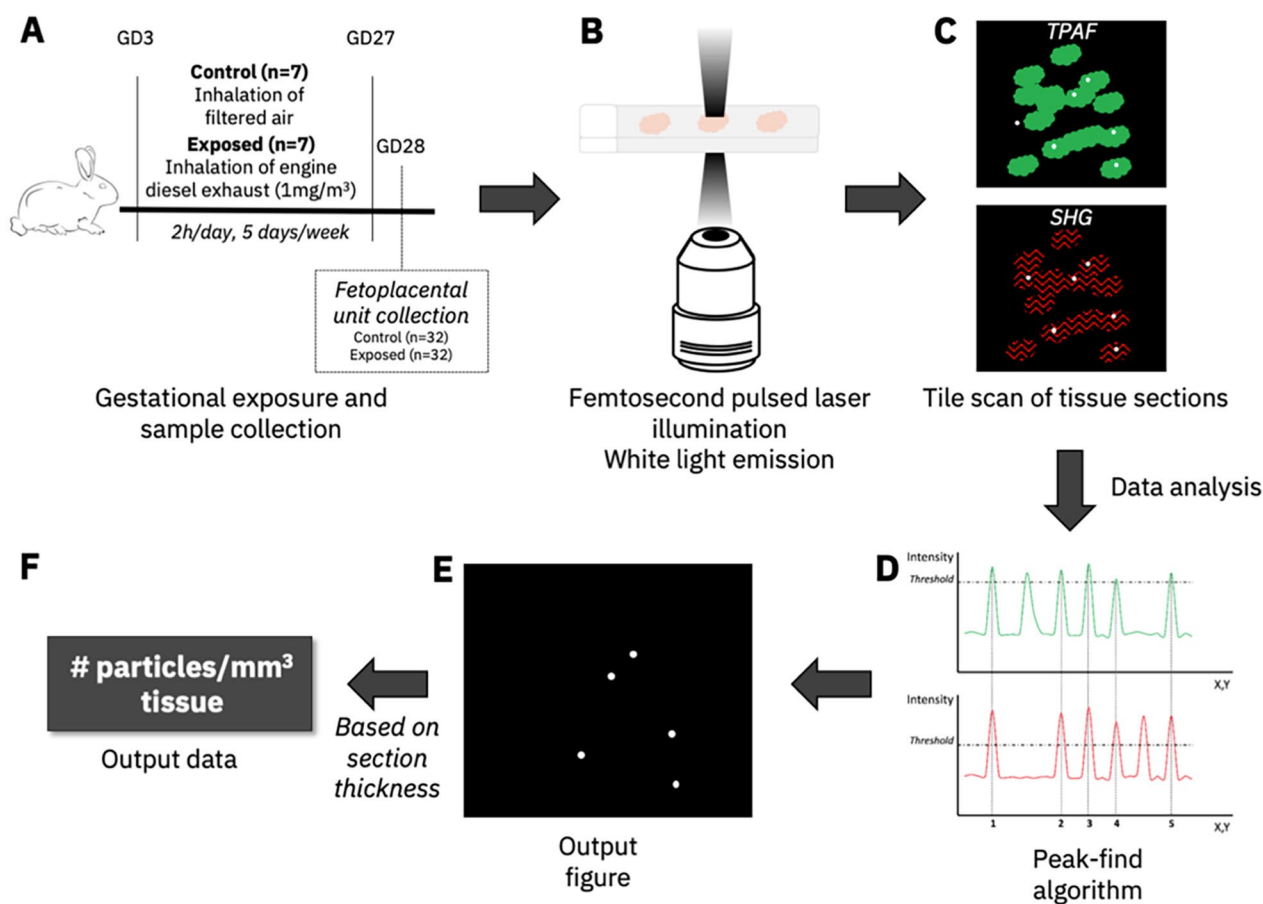 A
GD3
GD27
Control (n=7)
Inhalation of
filtered air
Exposed (n=7)
GD28
Inhalation of engine
diesel exhaust (1mg/m³)
2h/day, 5 days/week
Fetoplacental
unit collection
Control (n=32)
Exposed (n=32)
Gestational exposure and
sample collection
B
Femtosecond pulsed laser
illumination
White light emission
C
TPAF
SHG
Tile scan of tissue sections
Data analysis
D
Intensity
Threshold
X,Y
Intensity
Threshold
1 2 3 4 5
X,Y
Peak-find
algorithm
E
Output
figure
Based on
section
thickness
F
# particles/mm³
tissue
Output data